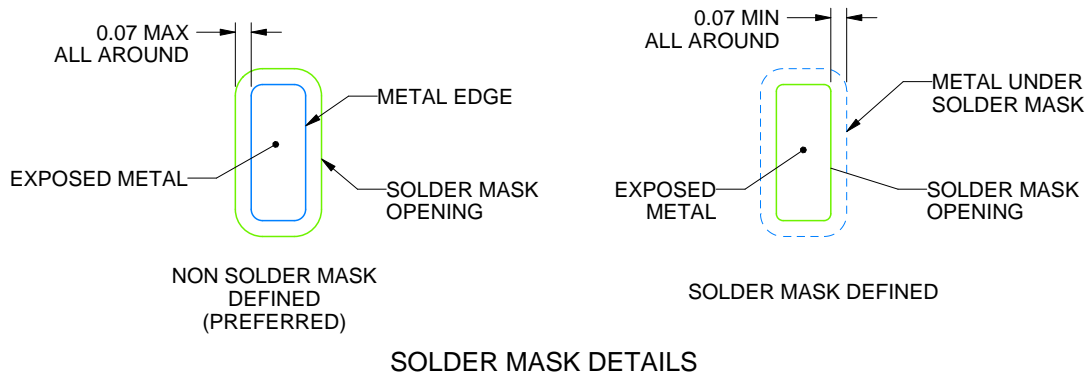 0.07 MAX
ALL AROUND
METAL EDGE
EXPOSED METAL
SOLDER MASK
OPENING
NON SOLDER MASK
DEFINED
(PREFERRED)
0.07 MIN
ALL AROUND
METAL UNDER
SOLDER MASK
EXPOSED
METAL
SOLDER MASK
OPENING
SOLDER MASK DEFINED
SOLDER MASK DETAILS